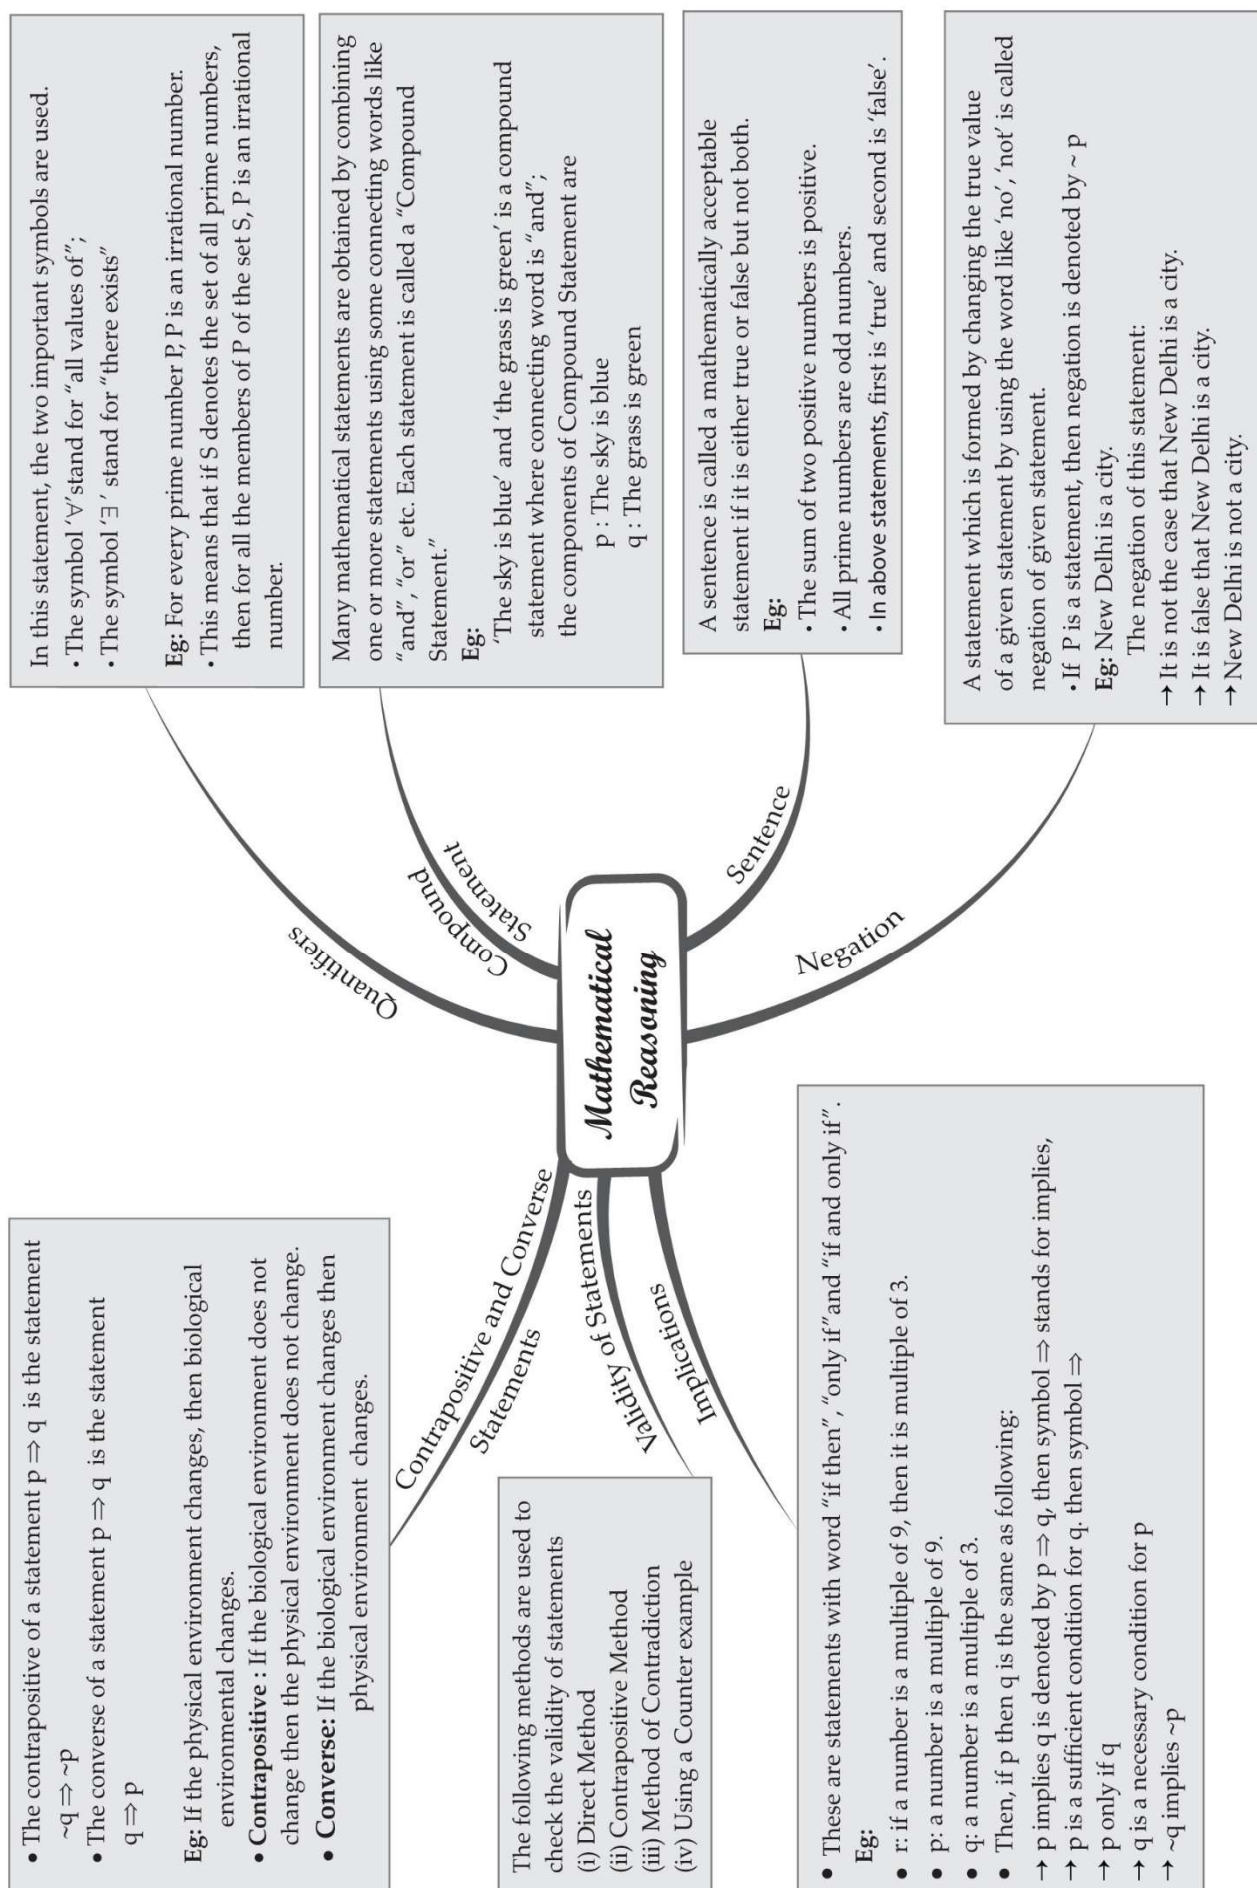 Mathematical
Reasoning
Contrapositive and Converse
Statements
• The contrapositive of a statement p ⇒ q is the statement
~q ⇒ ~p
• The converse of a statement p ⇒ q is the statement
q ⇒ p
Eg: If the physical environment changes, then biological
environmental changes.
• Contrapositive : If the biological environment does not
change then the physical environment does not change.
• Converse: If the biological environment changes then
physical environment changes.
Validity of Statements
The following methods are used to
check the validity of statements
(i) Direct Method
(ii) Contrapositive Method
(iii) Method of Contradiction
(iv) Using a Counter example
Implications
• These are statements with word “if then”, “only if” and “if and only if”.
Eg:
• r: if a number is a multiple of 9, then it is multiple of 3.
• p: a number is a multiple of 9.
• q: a number is a multiple of 3.
• Then, if p then q is the same as following:
→ p implies q is denoted by p ⇒ q, then symbol ⇒ stands for implies,
→ p is a sufficient condition for q. then symbol ⇒
→ p only if q
→ q is a necessary condition for p
→ ~q implies ~p
Quantifiers
In this statement, the two important symbols are used.
• The symbol ‘∀’ stand for “all values of”;
• The symbol ‘∃ ’ stand for “there exists”
Eg: For every prime number P, P is an irrational number.
• This means that if S denotes the set of all prime numbers,
then for all the members of P of the set S, P is an irrational
number.
Compound
Statement
Many mathematical statements are obtained by combining
one or more statements using some connecting words like
“and”, “or” etc. Each statement is called a “Compound
Statement.”
Eg:
‘The sky is blue’ and ‘the grass is green’ is a compound
statement where connecting word is “and”;
the components of Compound Statement are
p : The sky is blue
q : The grass is green
Sentence
A sentence is called a mathematically acceptable
statement if it is either true or false but not both.
Eg:
• The sum of two positive numbers is positive.
• All prime numbers are odd numbers.
• In above statements, first is ‘true’ and second is ‘false’.
Negation
A statement which is formed by changing the true value
of a given statement by using the word like ‘no’, ‘not’ is called
negation of given statement.
• If P is a statement, then negation is denoted by ~ p
Eg: New Delhi is a city.
The negation of this statement:
→ It is not the case that New Delhi is a city.
→ It is false that New Delhi is a city.
→ New Delhi is not a city.